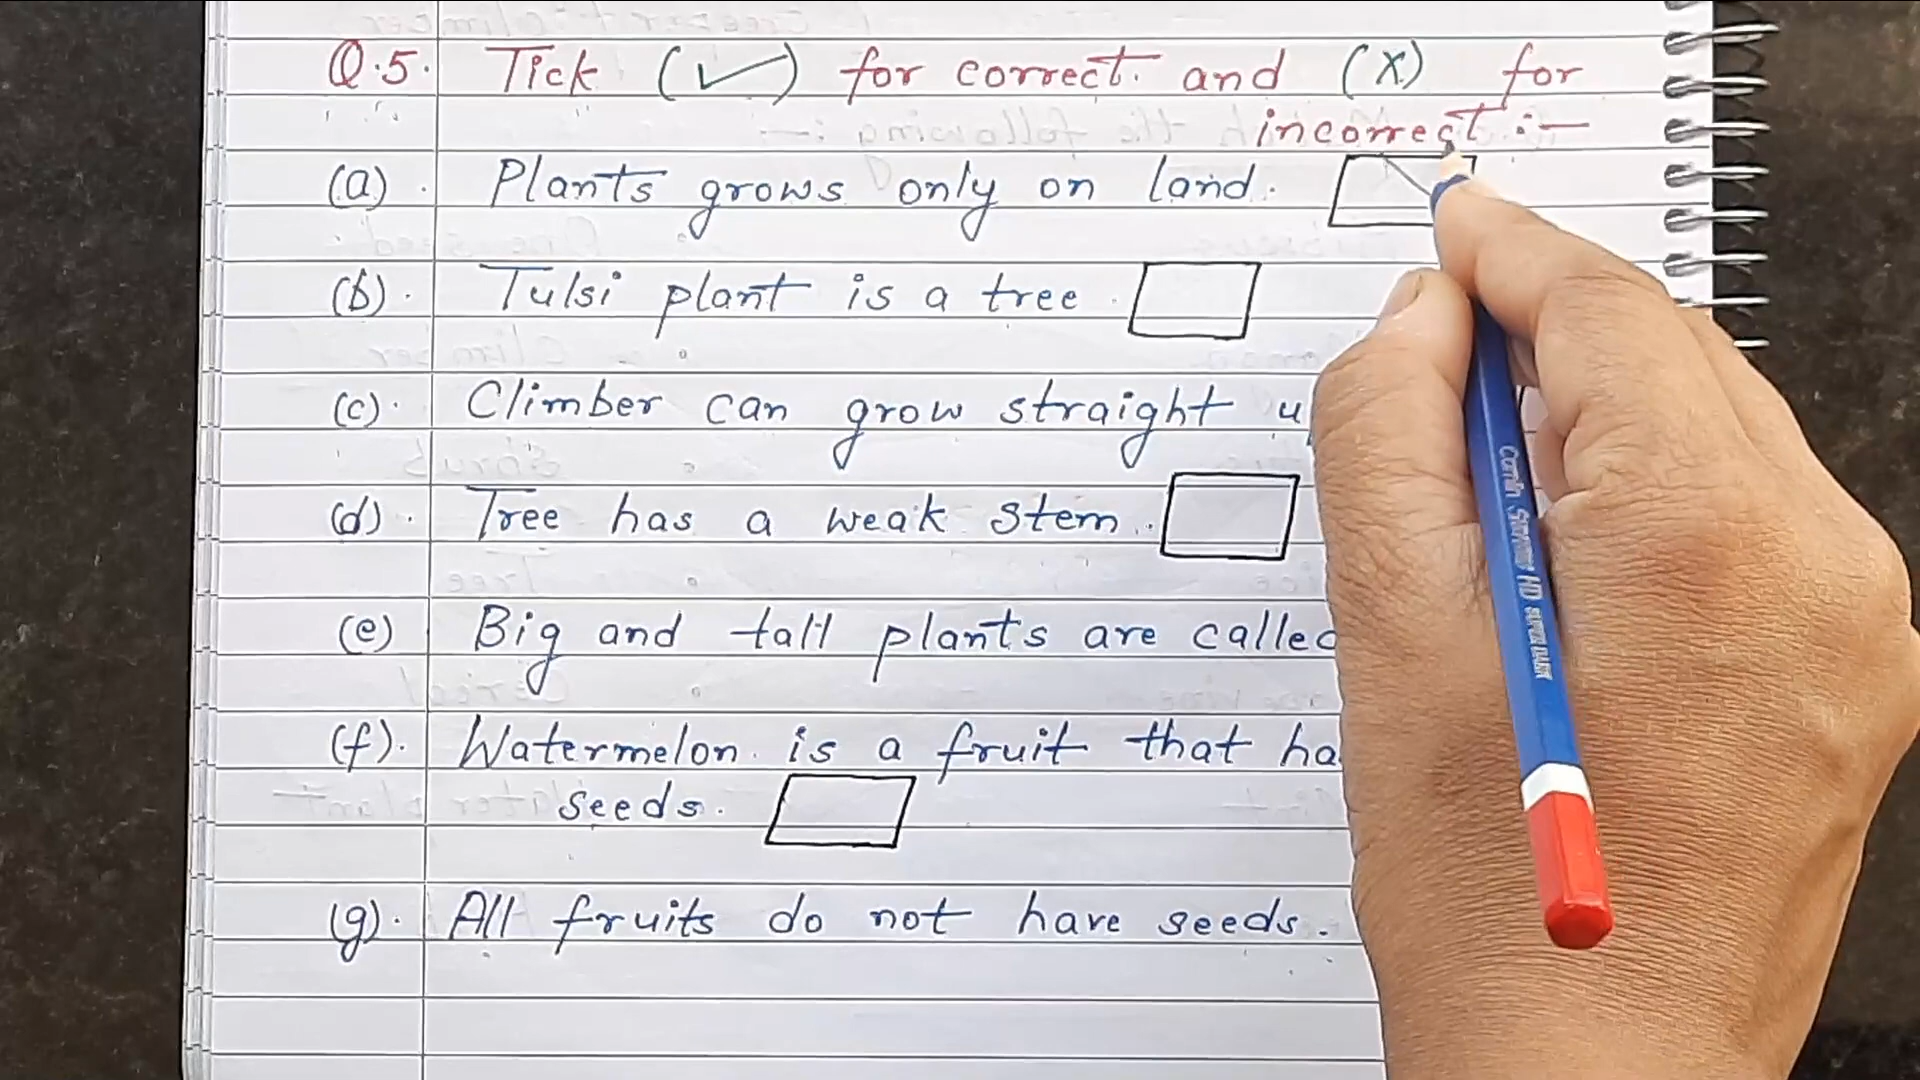 Q.5. Tick (✓) for correct. and (X) for
incorrect :-
(a). Plants grows only on land.
(b). Tulsi plant is a tree.
(c). Climber can grow straight
(d). Tree has a weak stem.
(e) Big and tall plants are
(f). Watermelon is a fruit that
seeds.
(g). All fruits do not have seeds.